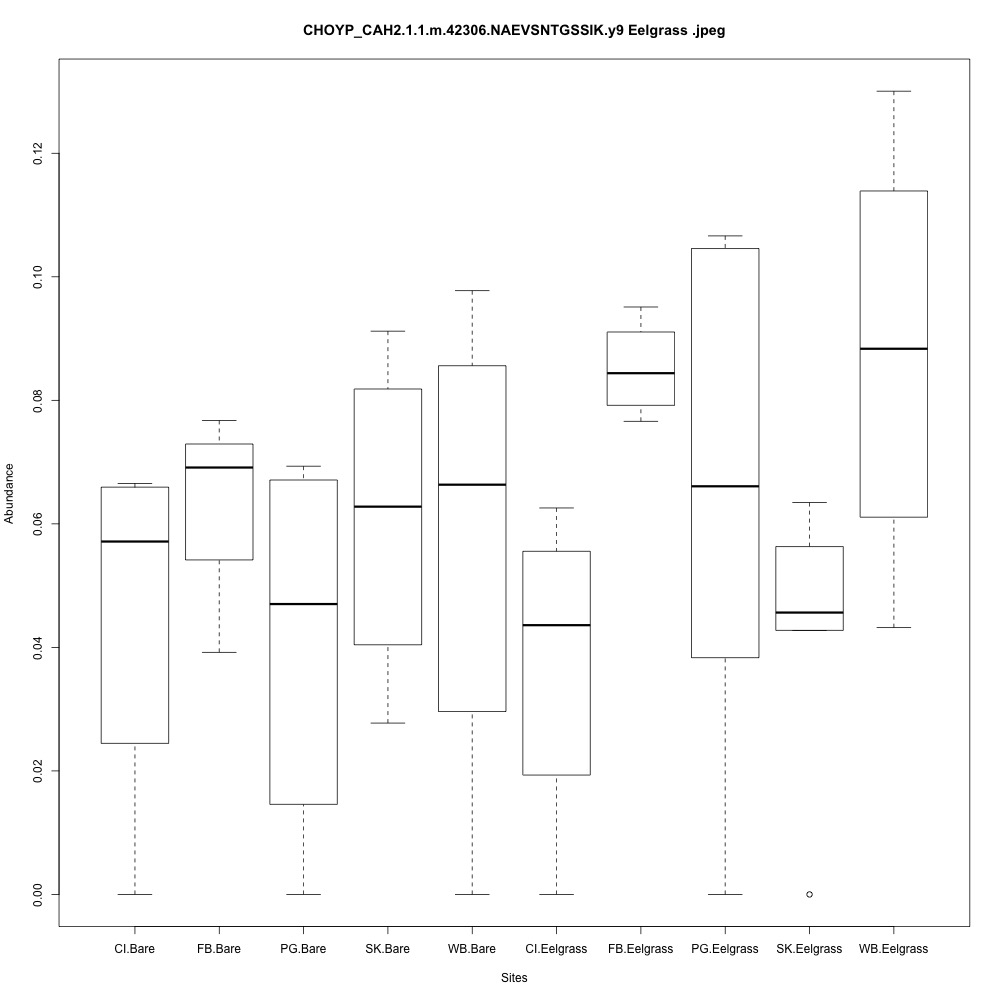 CHOYP_CAH2.1.1.m.42306.NAEVSNTGSSIK.y9 Eelgrass .jpeg
0.12
0.10
0.08
0.06
0.04
0.02
0.00
Abundance
CI.Bare FB.Bare PG.Bare SK.Bare WB.Bare CI.Eelgrass FB.Eelgrass PG.Eelgrass SK.Eelgrass WB.Eelgrass
Sites